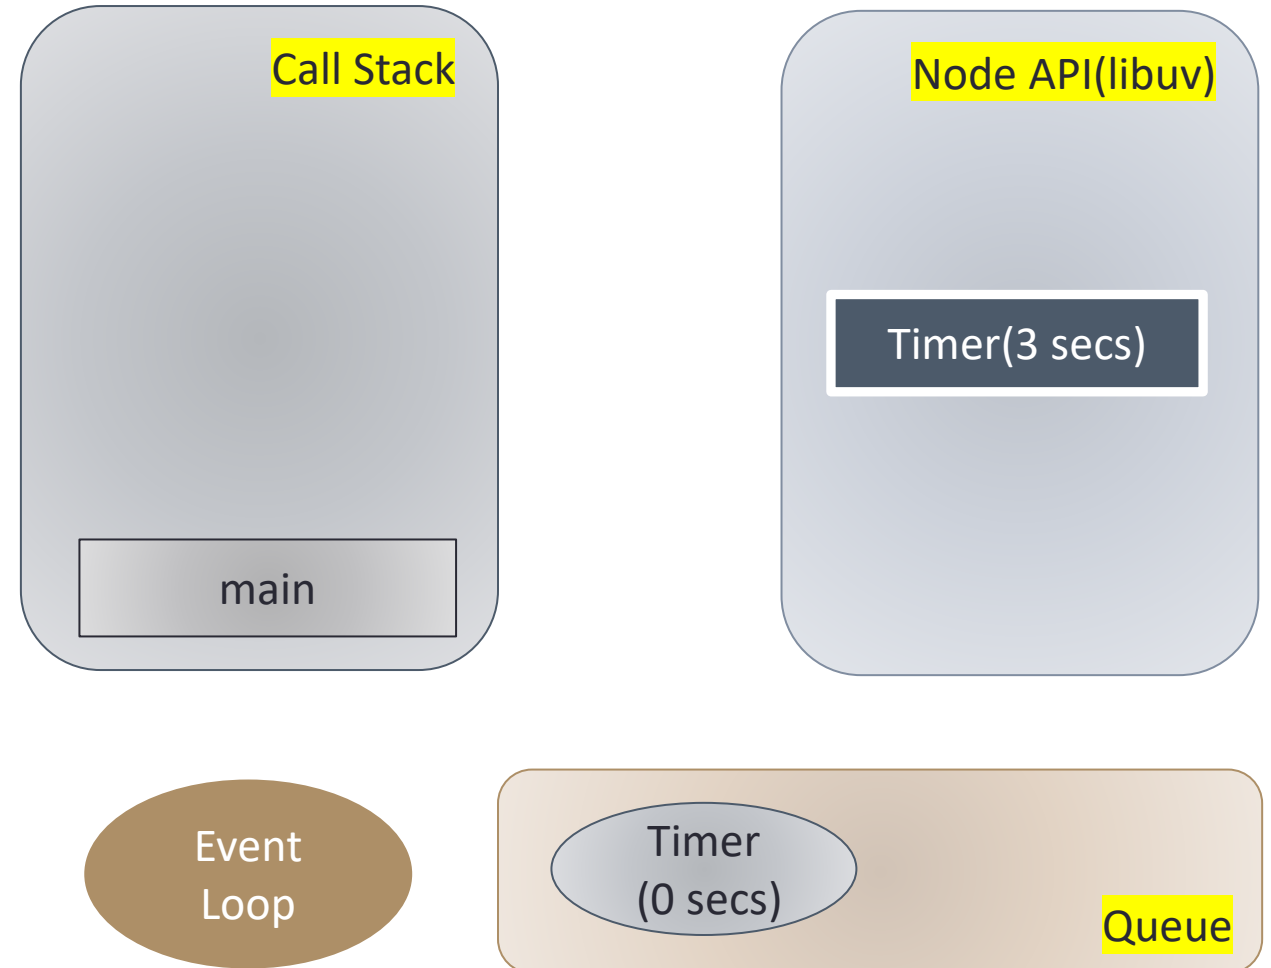 Call Stack
Node API(libuv)
Timer(3 secs)
main
Event
Loop
Timer
(0 secs)
Queue